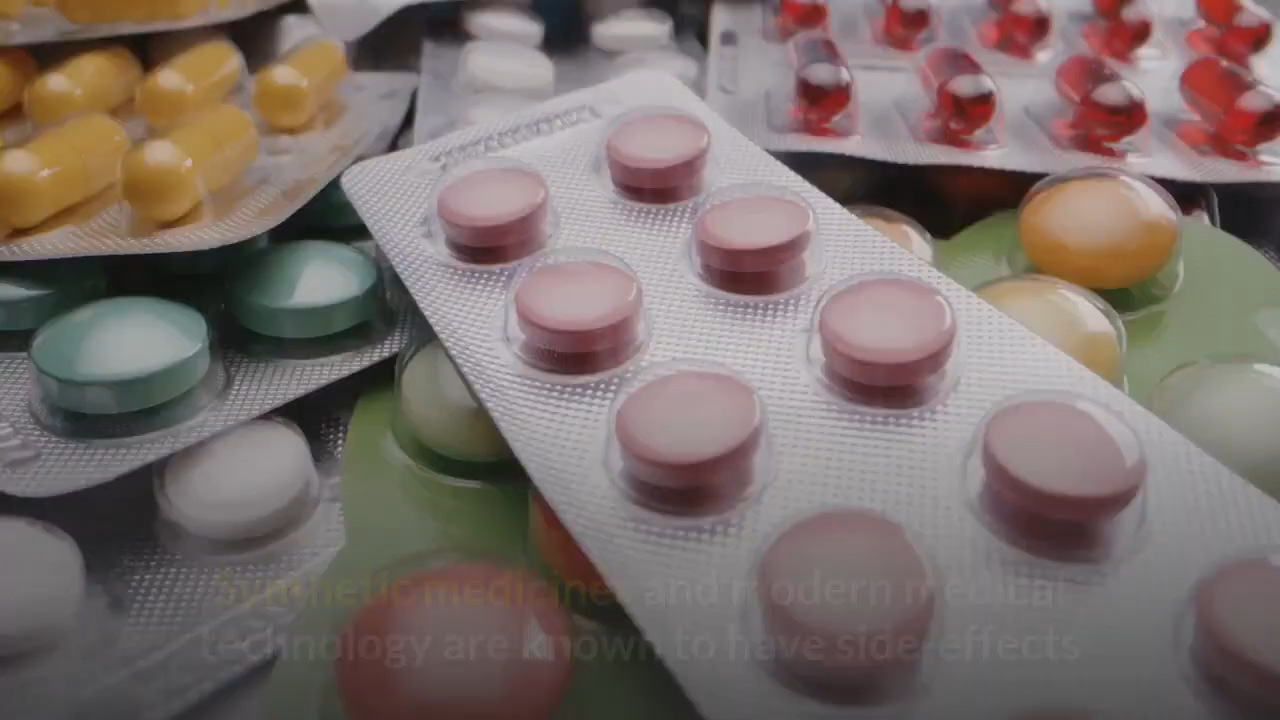 Synthetic medicines and modern medical
technology are known to have side-effects